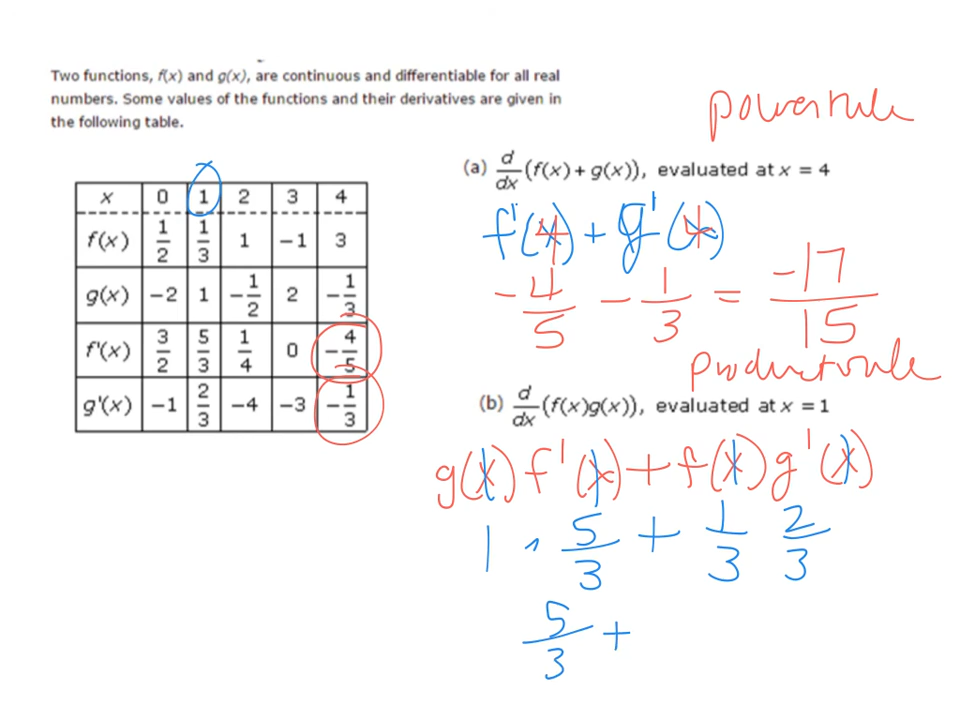 Two functions, f(x) and g(x), are continuous and differentiable for all real
numbers. Some values of the functions and their derivatives are given in
the following table.
x
x 0 1 2 3 4
f(x) 1/2 1/3 1 −1 3
g(x) −2 1 −1/2 2 −1/3
f'(x) 3/2 5/3 1/4 0 −4/5
g'(x) −1 2/3 −4 −3 −1/3
power rule
(a) d/dx (f(x) + g(x)), evaluated at x = 4
f'(4) + g'(4)
−4/5 − 1/3 = −17/15
product rule
(b) d/dx (f(x)g(x)), evaluated at x = 1
g(x) f'(x) + f(x) g'(x)
1 · 5/3 + 1/3 2/3
5/3 +